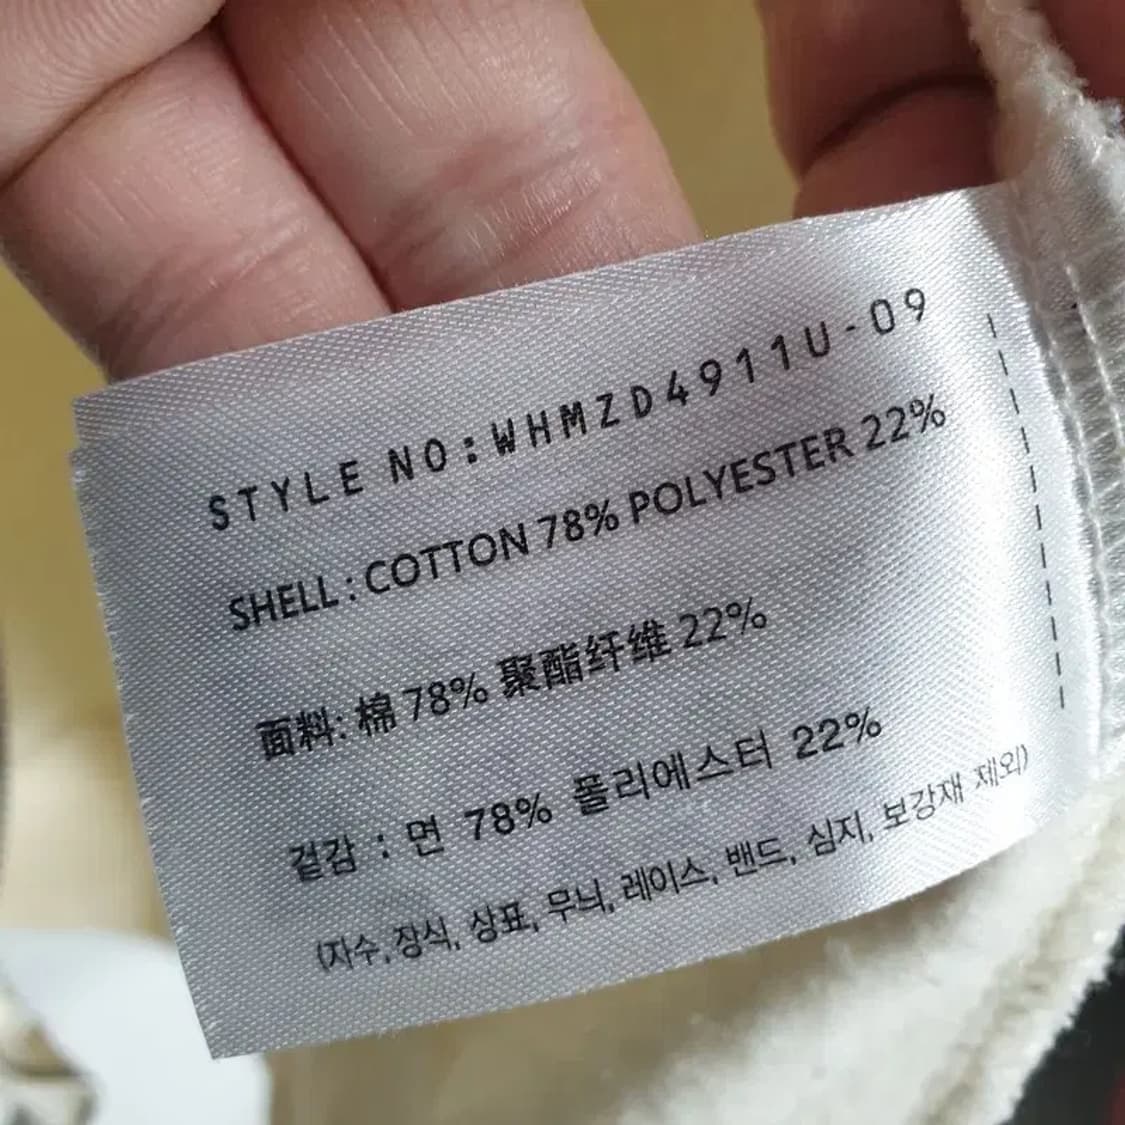 STYLE NO:WHMZD4911U-09
SHELL : COTTON 78% POLYESTER 22%
面料: 棉 78% 聚酯纤维 22%
겉감 : 면 78% 폴리에스터 22%
(자수, 장식, 상표, 무늬, 레이스, 밴드, 심지, 보강재 제외)